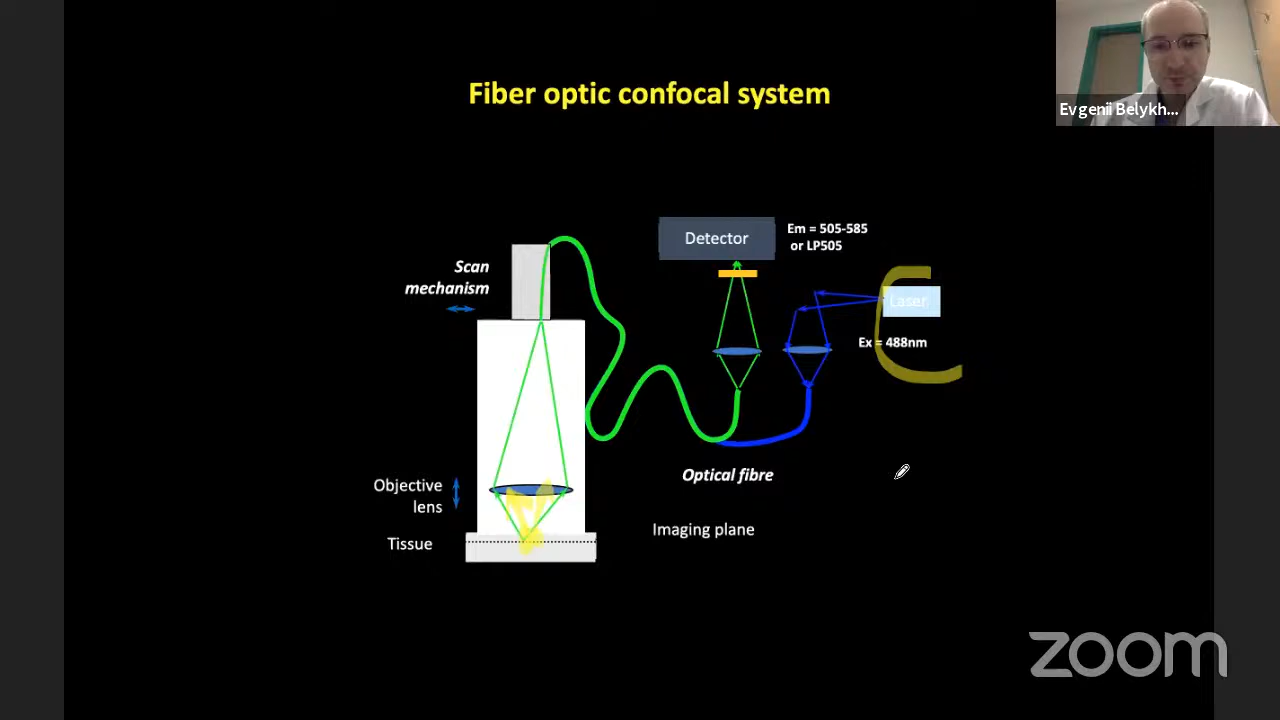 Fiber optic confocal system
Evgenii Belykh...
Detector
Em = 505-585
or LP505
Scan
mechanism
Laser
Ex = 488nm
Optical fibre
Objective
lens
Imaging plane
Tissue
zoom